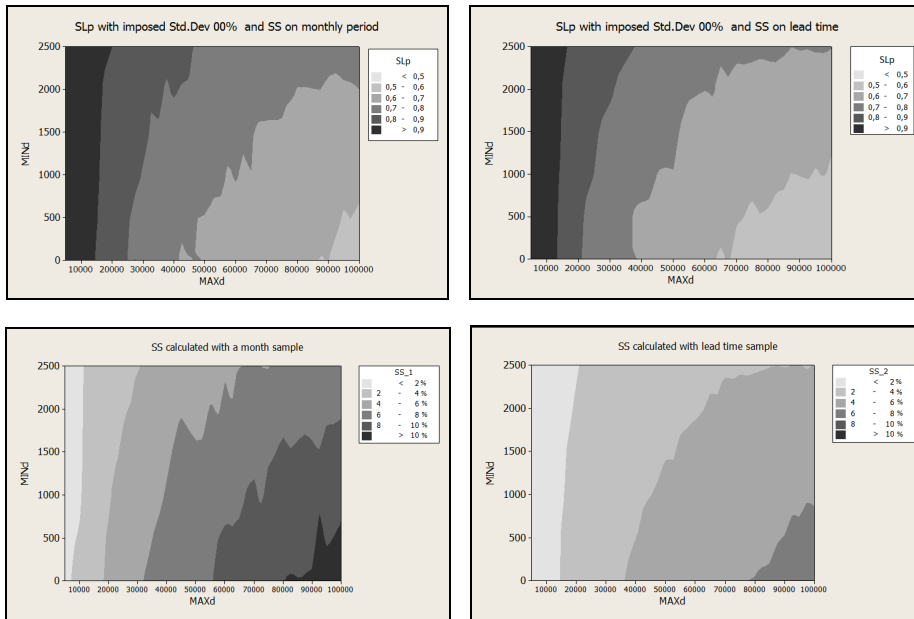 SLp with imposed Std.Dev 00% and SS on monthly period
2500
2000
1500
1000
500
0
MINd
10000 20000 30000 40000 50000 60000 70000 80000 90000 100000
MAXd
SLp
< 0,5
0,5 - 0,6
0,6 - 0,7
0,7 - 0,8
0,8 - 0,9
> 0,9
SLp with imposed Std.Dev 00% and SS on lead time
2500
2000
1500
1000
500
0
MINd
10000 20000 30000 40000 50000 60000 70000 80000 90000 100000
MAXd
SLp
< 0,5
0,5 - 0,6
0,6 - 0,7
0,7 - 0,8
0,8 - 0,9
> 0,9
SS calculated with a month sample
2500
2000
1500
1000
500
0
MINd
10000 20000 30000 40000 50000 60000 70000 80000 90000 100000
MAXd
SS_1
< 2%
2 - 4%
4 - 6%
6 - 8%
8 - 10%
> 10%
SS calculated with lead time sample
2500
2000
1500
1000
500
0
MINd
10000 20000 30000 40000 50000 60000 70000 80000 90000 100000
MAXd
SS_2
< 2%
2 - 4%
4 - 6%
6 - 8%
8 - 10%
> 10%